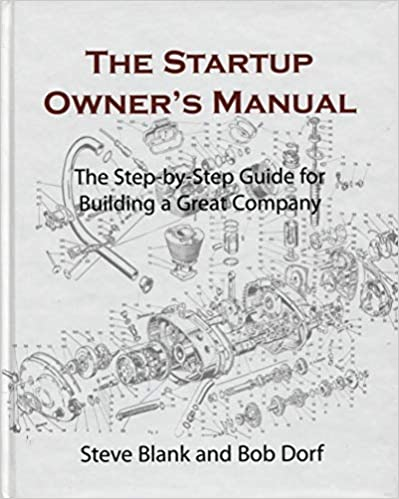 THE STARTUP
OWNER'S MANUAL
The Step-by-Step Guide for
Building a Great Company
Steve Blank and Bob Dorf